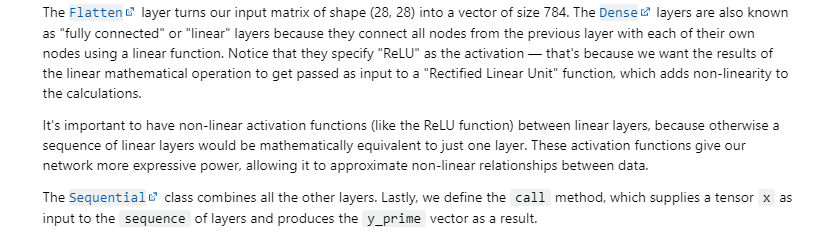 The Flatten layer turns our input matrix of shape (28, 28) into a vector of size 784. The Dense layers are also known
as "fully connected" or "linear" layers because they connect all nodes from the previous layer with each of their own
nodes using a linear function. Notice that they specify "ReLU" as the activation — that's because we want the results of
the linear mathematical operation to get passed as input to a "Rectified Linear Unit" function, which adds non-linearity to
the calculations.
It's important to have non-linear activation functions (like the ReLU function) between linear layers, because otherwise a
sequence of linear layers would be mathematically equivalent to just one layer. These activation functions give our
network more expressive power, allowing it to approximate non-linear relationships between data.
The Sequential class combines all the other layers. Lastly, we define the call method, which supplies a tensor x as
input to the sequence of layers and produces the y_prime vector as a result.